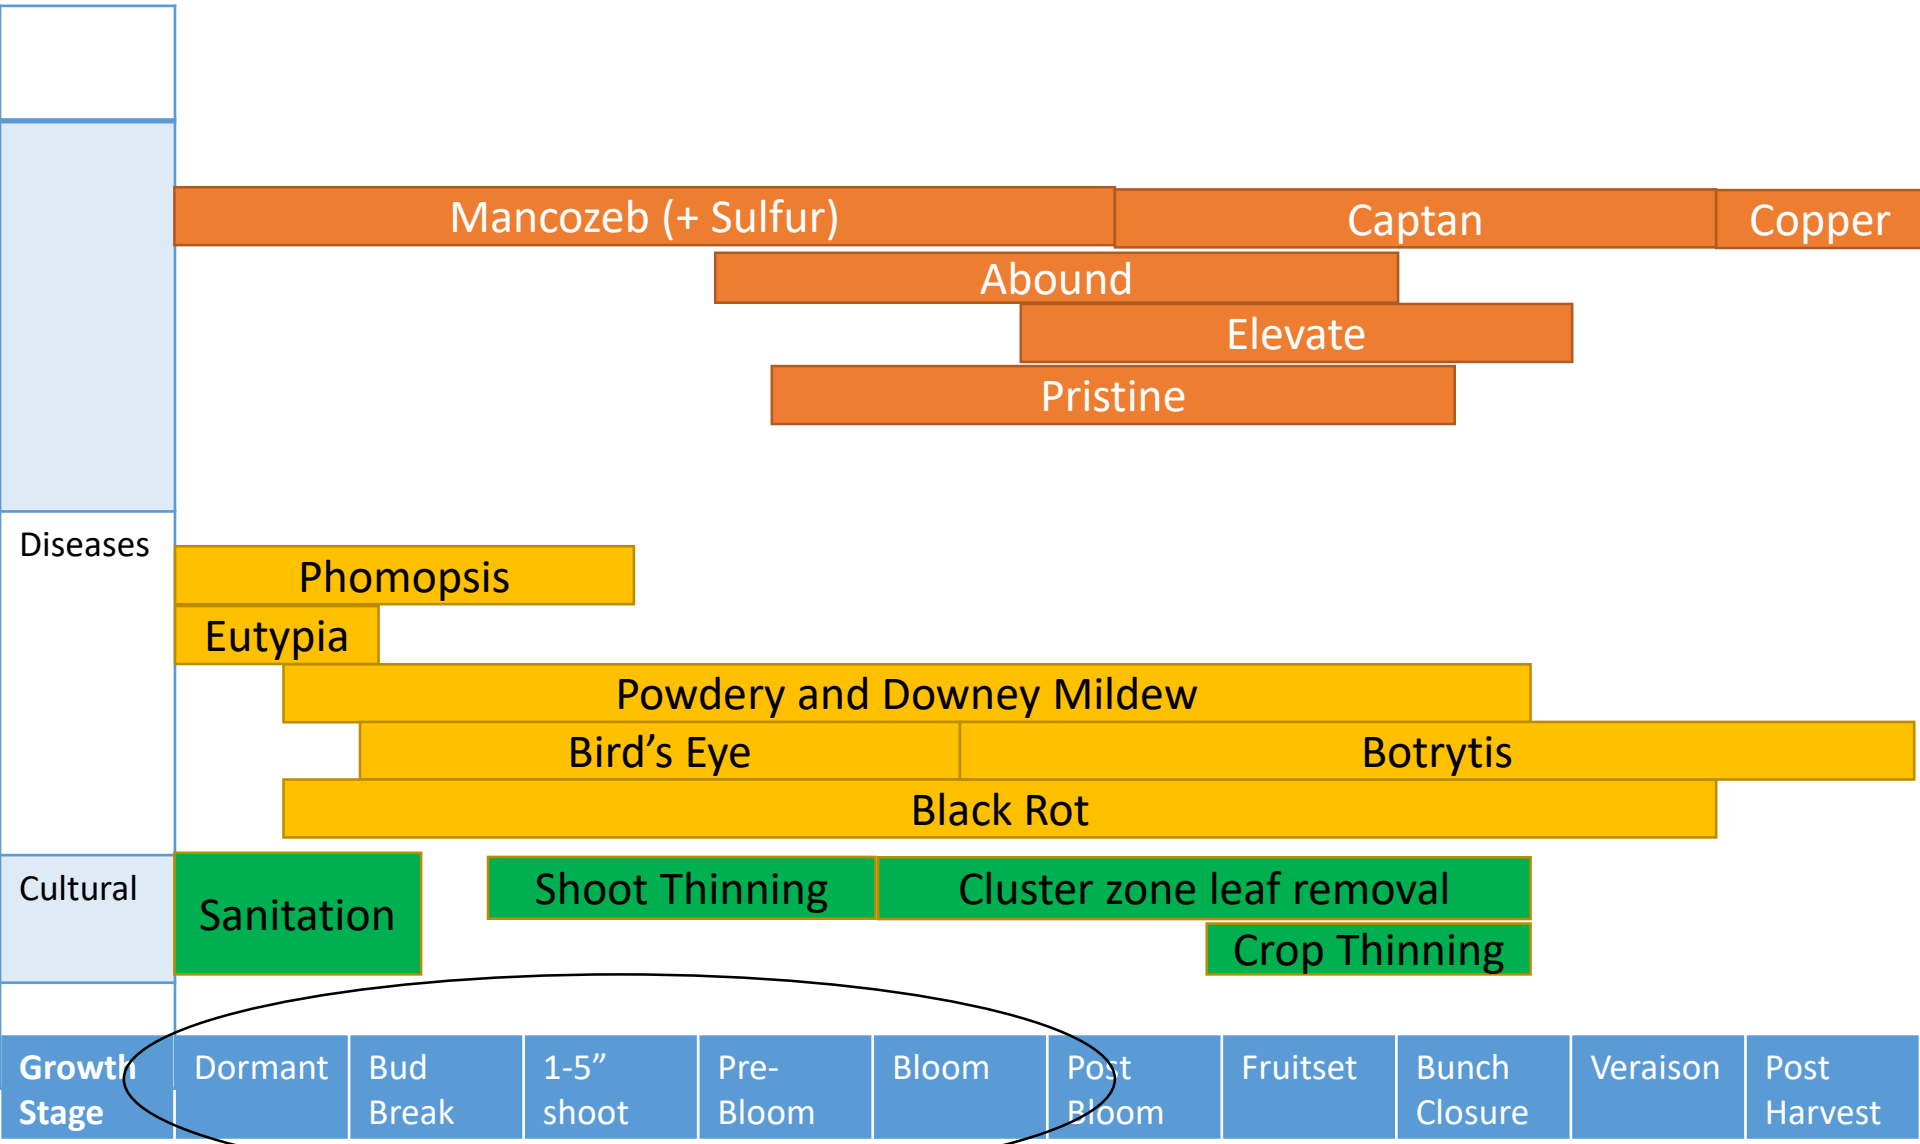 Mancozeb (+ Sulfur)
Captan
Copper
Abound
Elevate
Pristine
Diseases
Phomopsis
Eutypia
Powdery and Downey Mildew
Bird’s Eye
Botrytis
Black Rot
Cultural
Sanitation
Shoot Thinning
Cluster zone leaf removal
Crop Thinning
Growth
Stage
Dormant
Bud
Break
1-5”
shoot
Pre-
Bloom
Bloom
Post
Bloom
Fruitset
Bunch
Closure
Veraison
Post
Harvest